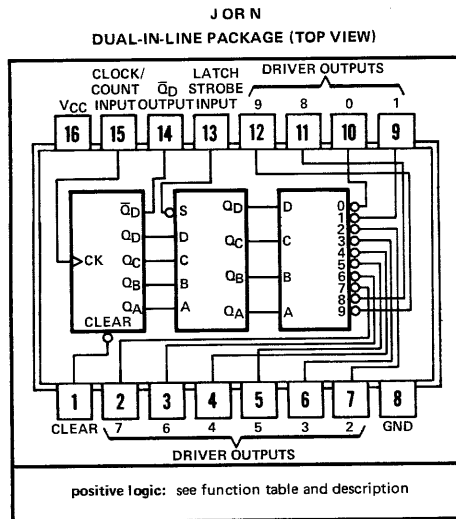 J OR N
DUAL-IN-LINE PACKAGE (TOP VIEW)
CLOCK/ LATCH DRIVER OUTPUTS
COUNT Q̅D STROBE
VCC INPUT OUTPUT INPUT 9 8 0 1
16 15 14 13 12 11 10 9
Q̅D S QD D 0
1
QD D 2
CK QC C QC C 3
4
5
QB B QB B 6
7
QA A QA A 8
CLEAR 9
1 2 3 4 5 6 7 8
CLEAR 7 6 4 5 3 2 GND
DRIVER OUTPUTS
positive logic: see function table and description